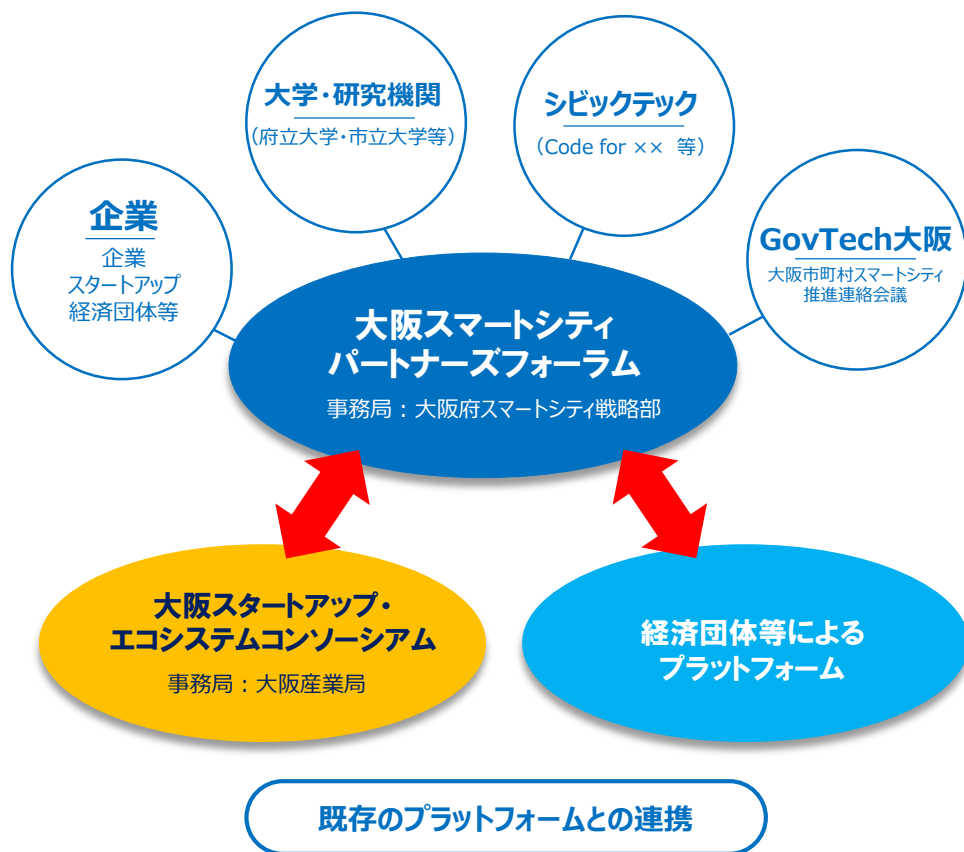 大学・研究機関
（府立大学・市立大学等）
シビックテック
（Code for ×× 等）
企業
企業
スタートアップ
経済団体等
GovTech大阪
大阪市町村スマートシティ
推進連絡会議
大阪スマートシティ
パートナーズフォーラム
事務局：大阪府スマートシティ戦略部
大阪スタートアップ・
エコシステムコンソーシアム
事務局：大阪産業局
経済団体等による
プラットフォーム
既存のプラットフォームとの連携